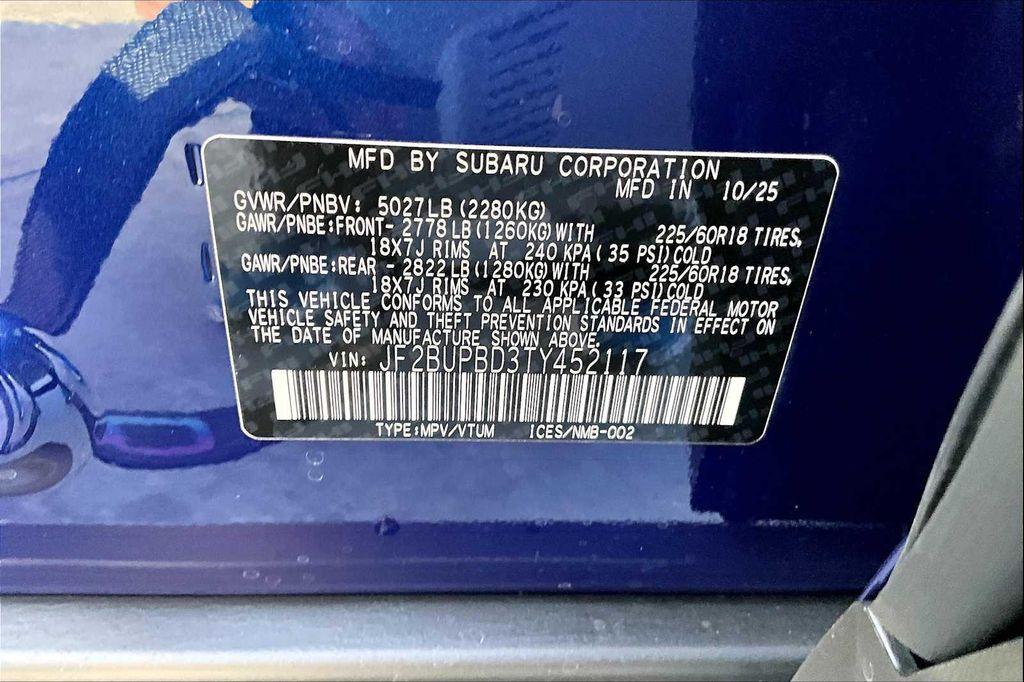 MFD BY SUBARU CORPORATION
MFD IN 10/25
GVWR/PNBV: 5027LB (2280KG)
GAWR/PNBE:FRONT- 2778 LB (1260KG) WITH 225/60R18 TIRES,
18X7J RIMS AT 240 KPA ( 35 PSI) COLD
GAWR/PNBE:REAR - 2822 LB (1280KG) WITH 225/60R18 TIRES,
18X7J RIMS AT 230 KPA ( 33 PSI) COLD
THIS VEHICLE CONFORMS TO ALL APPLICABLE FEDERAL MOTOR
VEHICLE SAFETY AND THEFT PREVENTION STANDARDS IN EFFECT ON
THE DATE OF MANUFACTURE SHOWN ABOVE.
VIN: JF2BUPBD3TY452117
TYPE:MPV/VTUM ICES/NMB-002